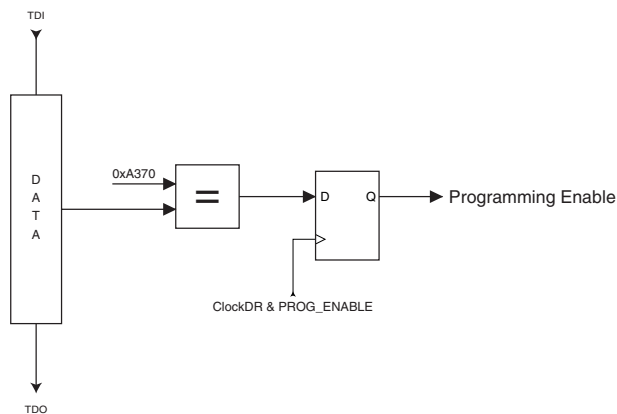 TDI
D
A
T
A
0xA370
=
D
Q
Programming Enable
ClockDR & PROG_ENABLE
TDO